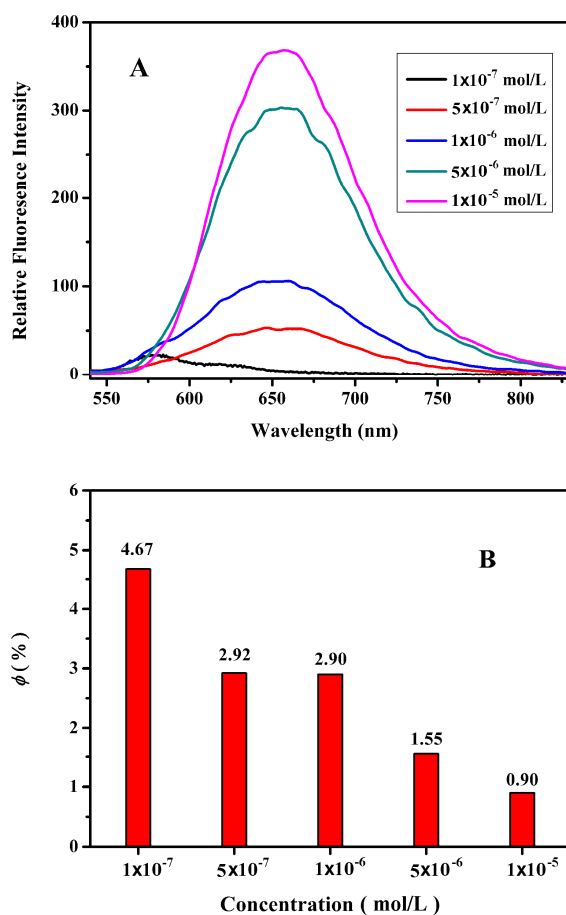 A
400
300
200
100
0
Relative Fluoresence Intensity
1x10⁻⁷ mol/L
5x10⁻⁷ mol/L
1x10⁻⁶ mol/L
5x10⁻⁶ mol/L
1x10⁻⁵ mol/L
550 600 650 700 750 800
Wavelength (nm)
B
6
5
4
3
2
1
0
ϕ ( % )
4.67
2.92
2.90
1.55
0.90
1x10⁻⁷ 5x10⁻⁷ 1x10⁻⁶ 5x10⁻⁶ 1x10⁻⁵
Concentration ( mol/L )